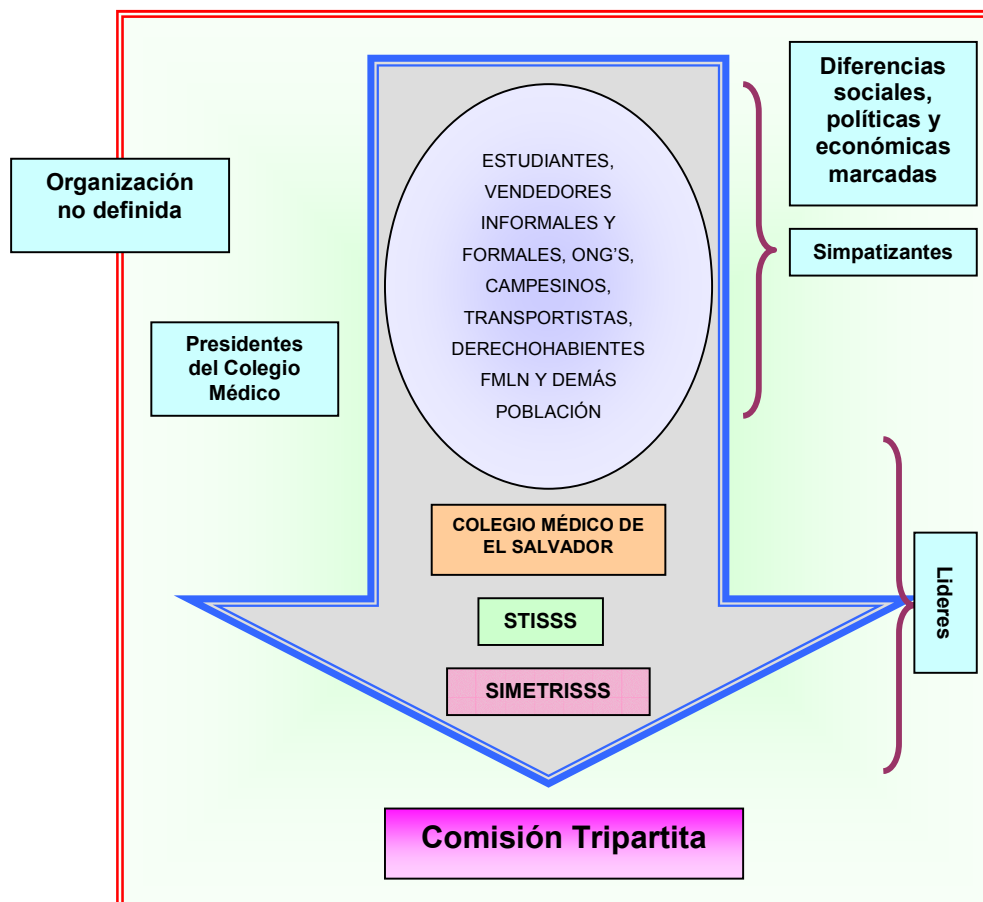 Diferencias
sociales,
políticas y
económicas
marcadas
Organización
no definida
ESTUDIANTES,
VENDEDORES
INFORMALES Y
FORMALES, ONG'S,
CAMPESINOS,
TRANSPORTISTAS,
DERECHOHABIENTES
FMLN Y DEMÁS
POBLACIÓN
Simpatizantes
Presidentes
del Colegio
Médico
COLEGIO MÉDICO DE
EL SALVADOR
STISSS
Lideres
SIMETRISSS
Comisión Tripartita